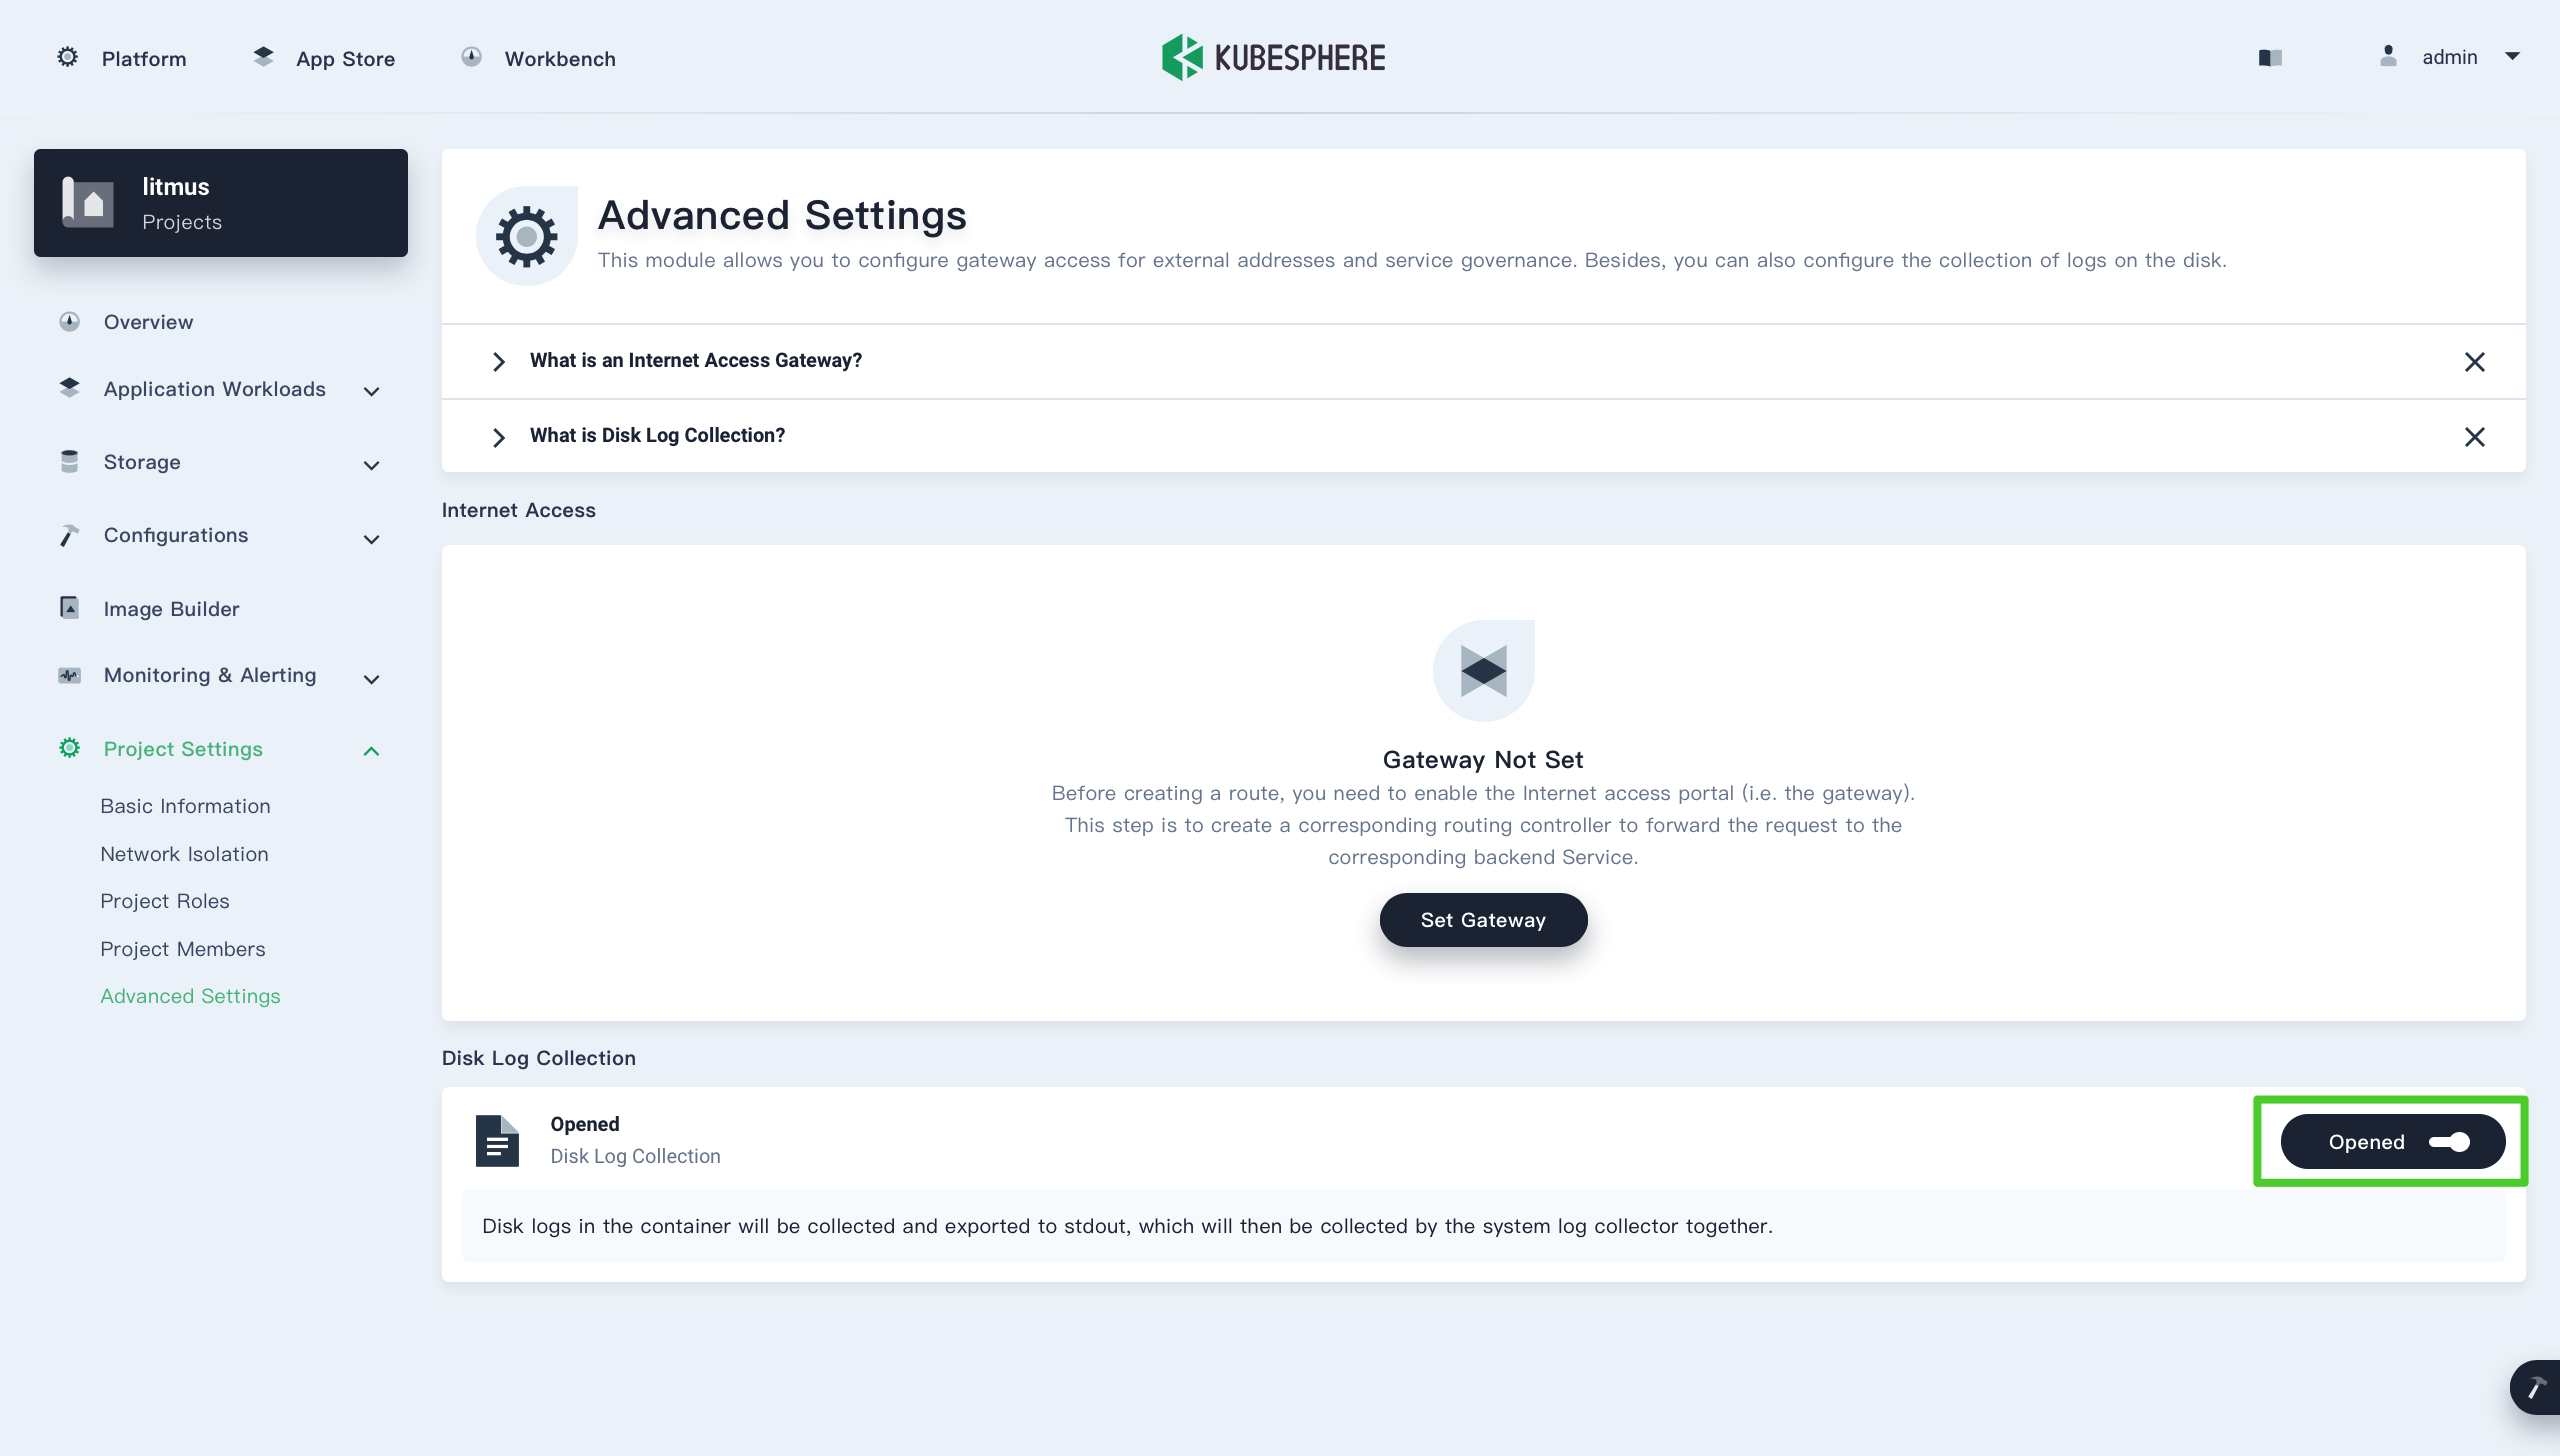 Platform
App Store
Workbench
KUBESPHERE
admin
litmus
Projects
Overview
Application Workloads
Storage
Configurations
Image Builder
Monitoring & Alerting
Project Settings
Basic Information
Network Isolation
Project Roles
Project Members
Advanced Settings
Advanced Settings
This module allows you to configure gateway access for external addresses and service governance. Besides, you can also configure the collection of logs on the disk.
What is an Internet Access Gateway?
What is Disk Log Collection?
Internet Access
Gateway Not Set
Before creating a route, you need to enable the Internet access portal (i.e. the gateway).
This step is to create a corresponding routing controller to forward the request to the
corresponding backend Service.
Set Gateway
Disk Log Collection
Opened
Disk Log Collection
Opened
Disk logs in the container will be collected and exported to stdout, which will then be collected by the system log collector together.